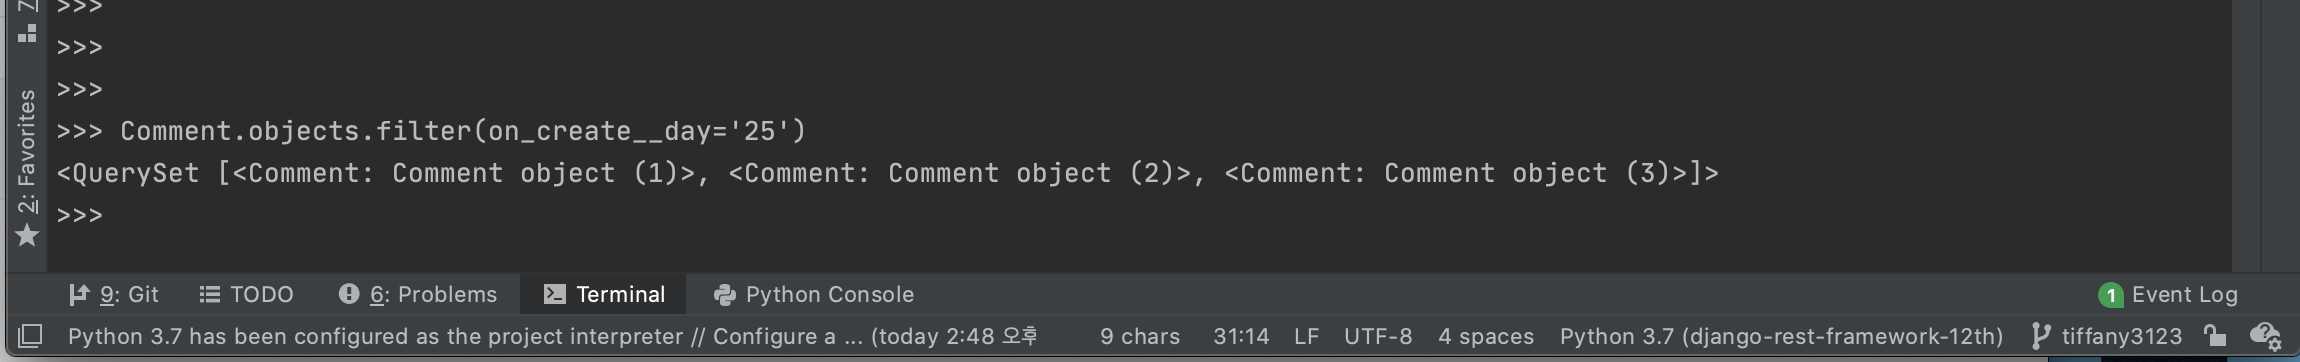 >>>
>>>
>>>
>>> Comment.objects.filter(on_create__day='25')
<QuerySet [<Comment: Comment object (1)>, <Comment: Comment object (2)>, <Comment: Comment object (3)>]>
>>>
2: Favorites
9: Git TODO 6: Problems Terminal Python Console 1 Event Log
Python 3.7 has been configured as the project interpreter // Configure a ... (today 2:48 오후 9 chars 31:14 LF UTF-8 4 spaces Python 3.7 (django-rest-framework-12th) tiffany3123